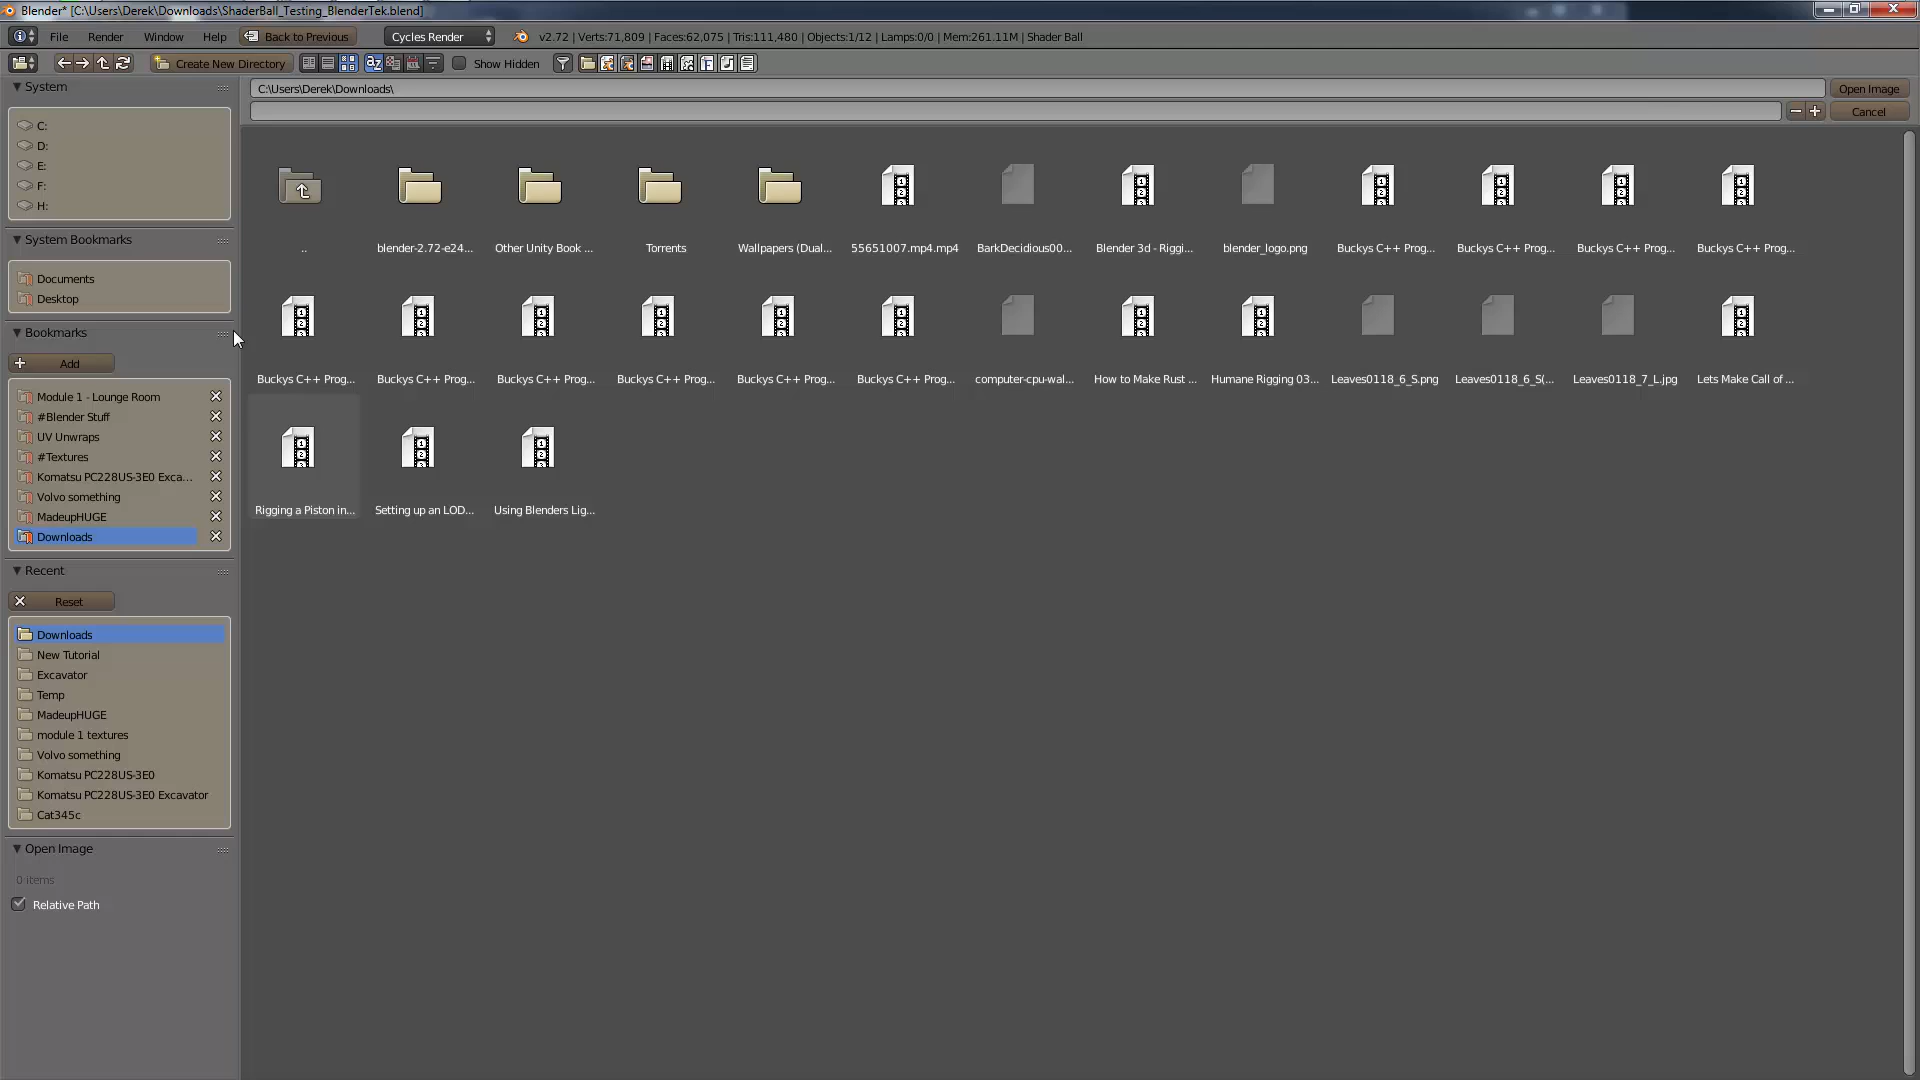 Blender* [C:\Users\Derek\Downloads\ShaderBall_Testing_BlenderTek.blend]
File Render Window Help Back to Previous Cycles Render v2.72 | Verts:71,809 | Faces:62,075 | Tris:111,480 | Objects:1/12 | Lamps:0/0 | Mem:261.11M | Shader Ball
Create New Directory Show Hidden
System
C:
D:
E:
F:
H:
System Bookmarks
Documents
Desktop
Bookmarks
Add
Module 1 - Lounge Room
#Blender Stuff
UV Unwraps
#Textures
Komatsu PC228US-3E0 Exca...
Volvo something
MadeupHUGE
Downloads
Recent
Reset
Downloads
New Tutorial
Excavator
Temp
MadeupHUGE
module 1 textures
Volvo something
Komatsu PC228US-3E0
Komatsu PC228US-3E0 Excavator
Cat345c
Open Image
0 items
Relative Path
C:\Users\Derek\Downloads\
Open Image
Cancel
.. blender-2.72-e24... Other Unity Book ... Torrents Wallpapers (Dual... 55651007.mp4.mp4 BarkDecidious00... Blender 3d - Riggi... blender_logo.png Buckys C++ Prog... Buckys C++ Prog... Buckys C++ Prog... Buckys C++ Prog...
Buckys C++ Prog... Buckys C++ Prog... Buckys C++ Prog... Buckys C++ Prog... Buckys C++ Prog... Buckys C++ Prog... computer-cpu-wal... How to Make Rust ... Humane Rigging 03... Leaves0118_6_S.png Leaves0118_6_S(... Leaves0118_7_L.jpg Lets Make Call of ...
Rigging a Piston in... Setting up an LOD... Using Blenders Lig...